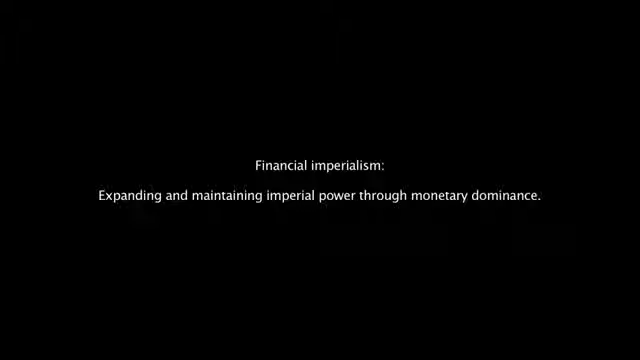 Financial imperialism:
Expanding and maintaining imperial power through monetary dominance.